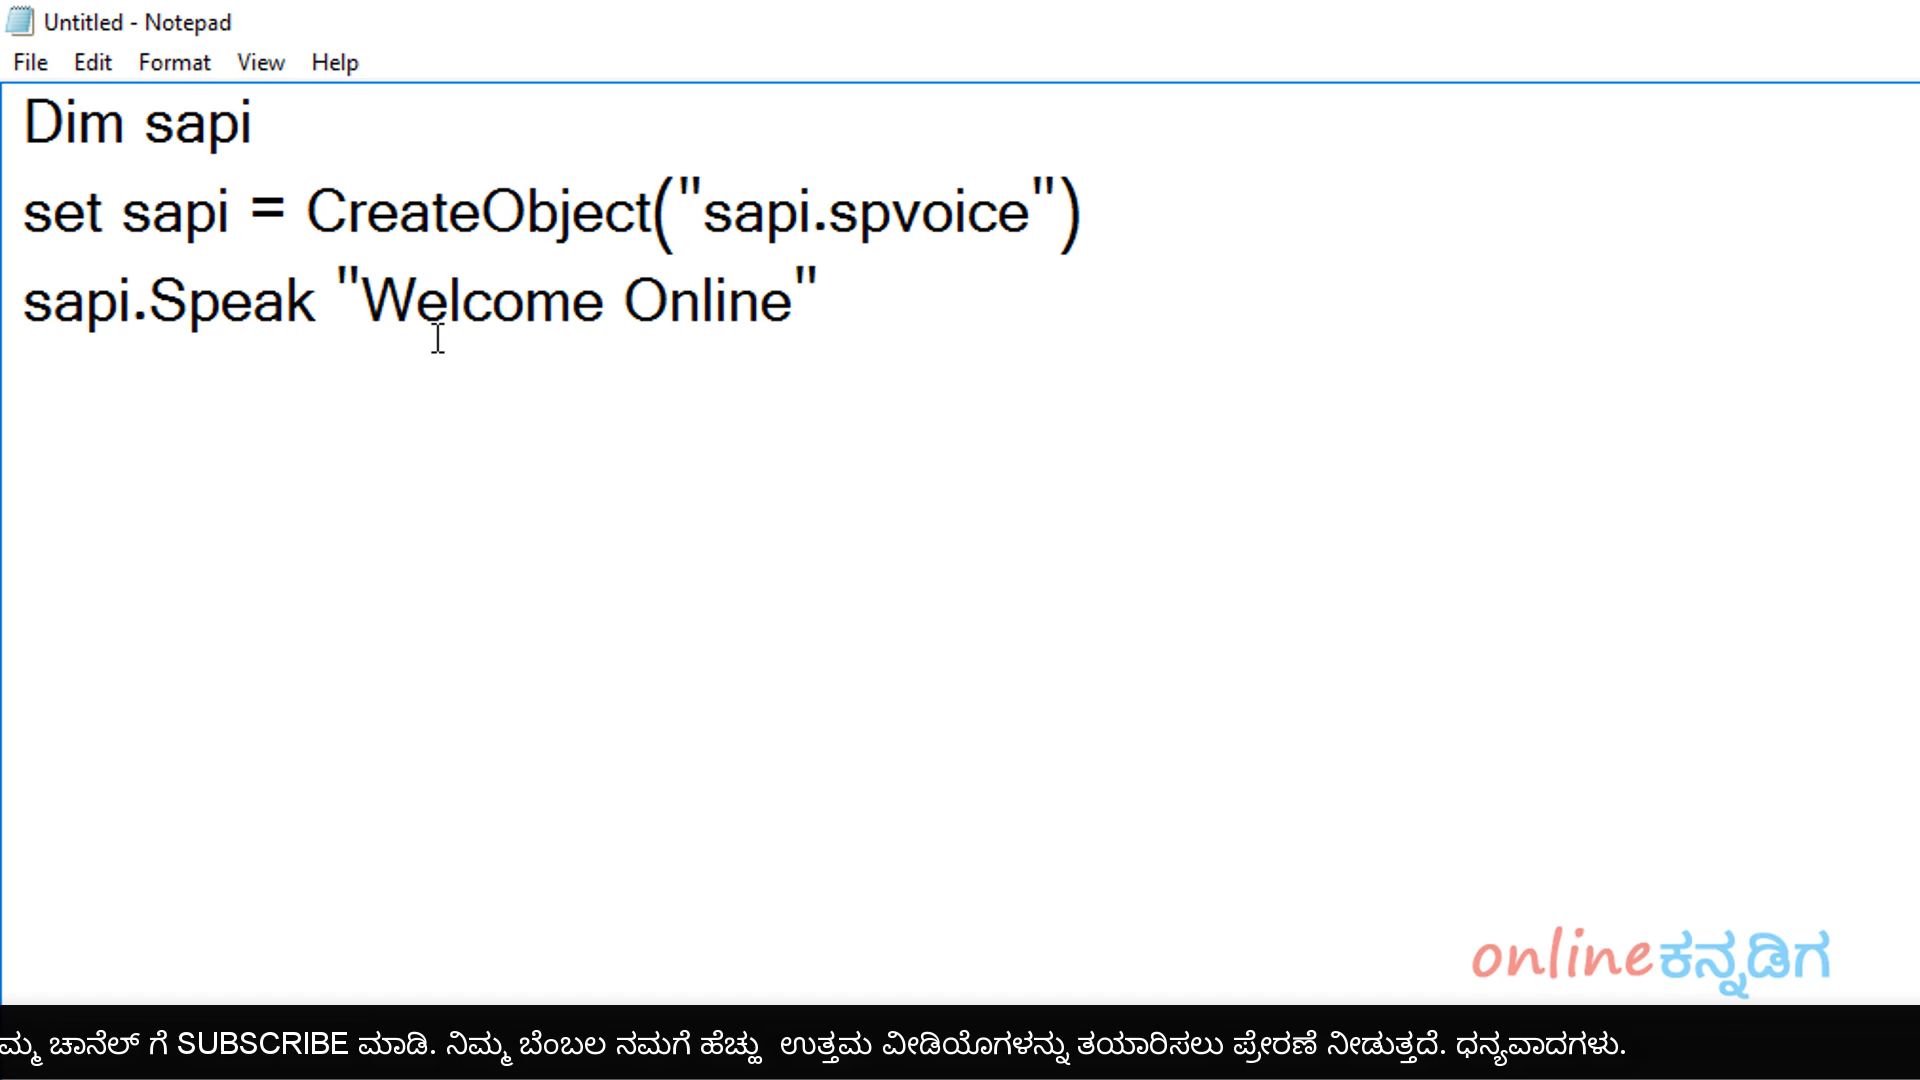 Untitled - Notepad
File Edit Format View Help
Dim sapi
set sapi = CreateObject("sapi.spvoice")
sapi.Speak "Welcome Online"
onlineಕನ್ನಡಿಗ
ಮ್ಮ ಚಾನೆಲ್ ಗೆ SUBSCRIBE ಮಾಡಿ. ನಿಮ್ಮ ಬೆಂಬಲ ನಮಗೆ ಹೆಚ್ಚು ಉತ್ತಮ ವೀಡಿಯೊಗಳನ್ನು ತಯಾರಿಸಲು ಪ್ರೇರಣೆ ನೀಡುತ್ತದೆ. ಧನ್ಯವಾದಗಳು.